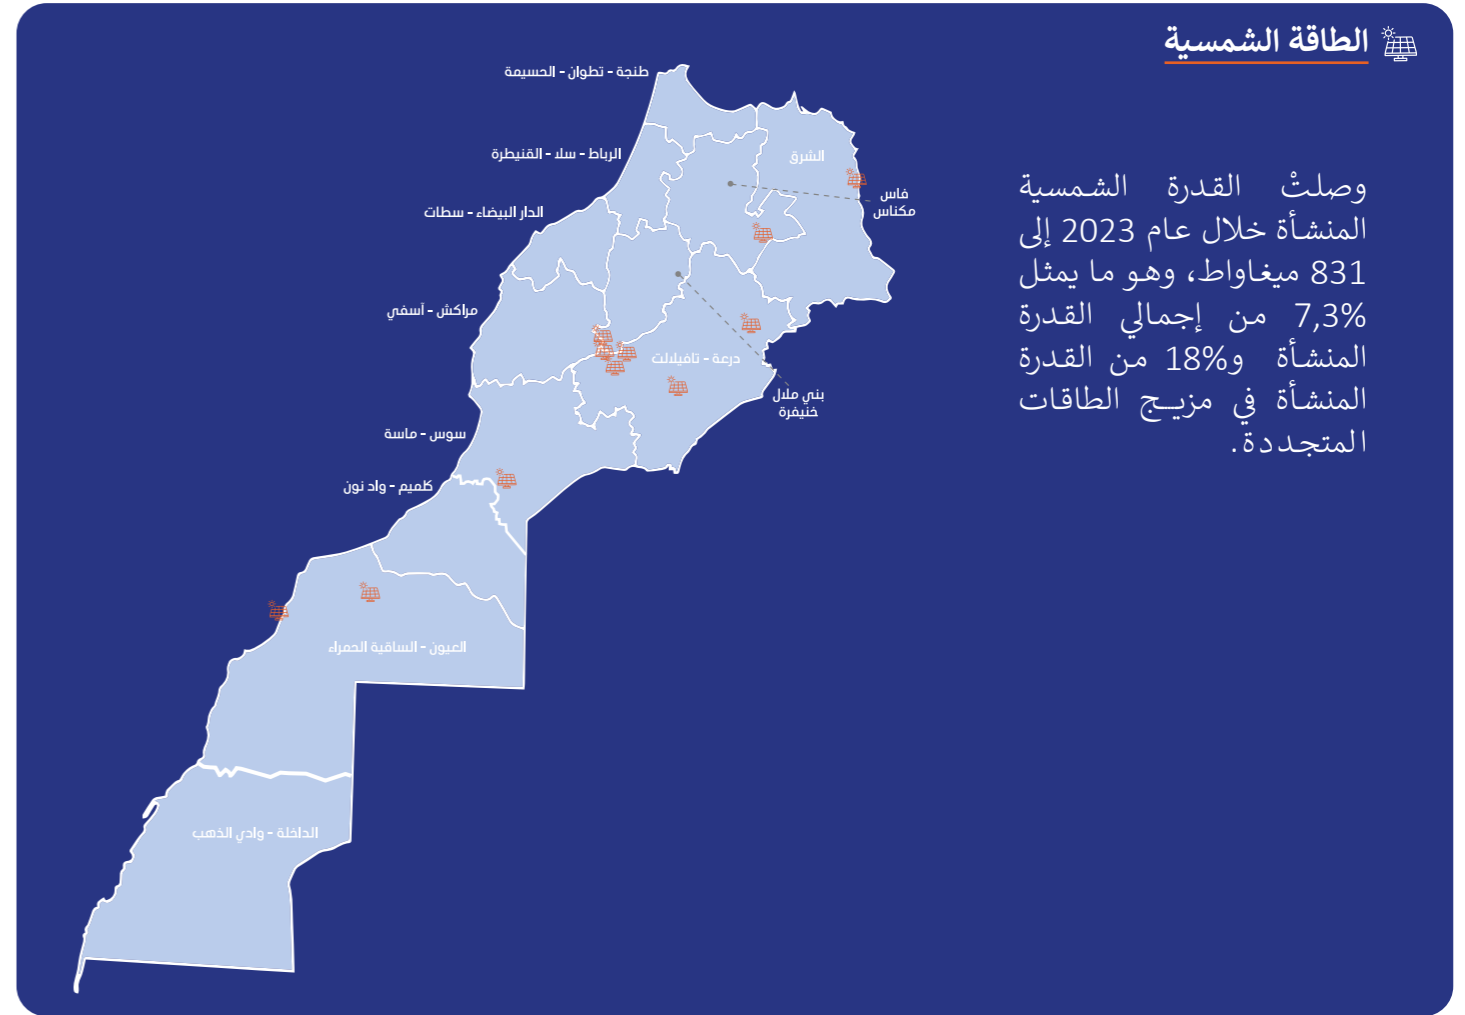 الطاقة الشمسية
وصلتْ القدرة الشمسية
المنشأة خلال عام 2023 إلى
831 ميغاواط، وهو ما يمثل
7,3% من إجمالي القدرة
المنشأة و18% من القدرة
المنشأة في مزيج الطاقات
المتجددة.
طنجة - تطوان - الحسيمة
الرباط - سلا - القنيطرة
الشرق
فاس
مكناس
الدار البيضاء - سطات
مراكش - آسفي
درعة - تافيلالت
بني ملال
خنيفرة
سوس - ماسة
كلميم - واد نون
العيون - الساقية الحمراء
الداخلة - وادي الذهب